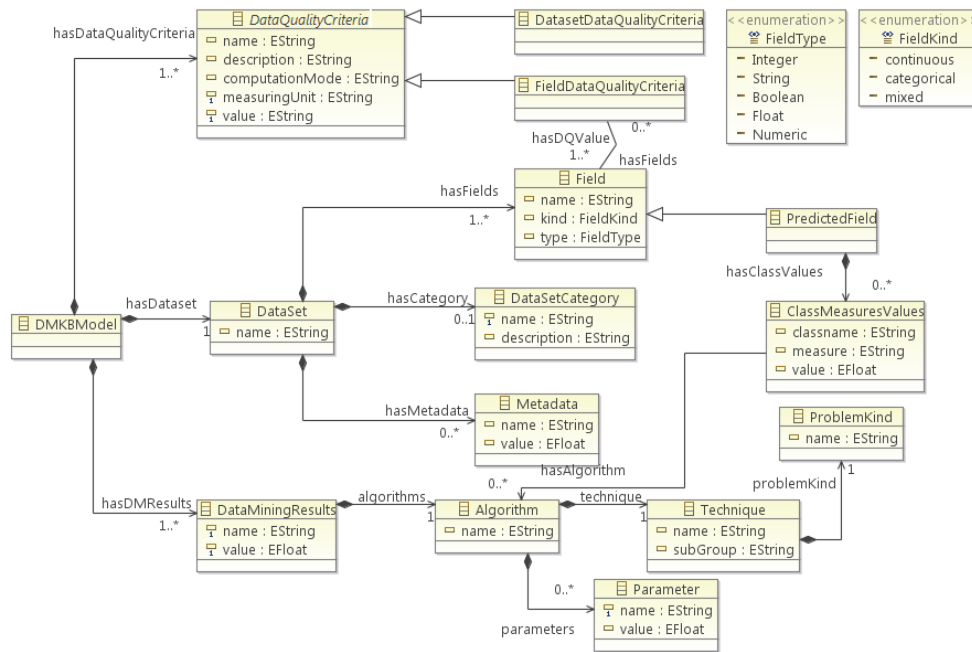 DataQualityCriteria
name : EString
description : EString
computationMode : EString
measuringUnit : EString
value : EString
hasDataQualityCriteria
1..*
DatasetDataQualityCriteria
FieldDataQualityCriteria
0..*
hasDQValue
1..*
hasFields
<<enumeration>>
FieldType
Integer
String
Boolean
Float
Numeric
<<enumeration>>
FieldKind
continuous
categorical
mixed
Field
name : EString
kind : FieldKind
type : FieldType
hasFields
1..*
PredictedField
hasClassValues
0..*
DMKBModel
hasDataset
1
DataSet
name : EString
hasCategory
0..1
DataSetCategory
name : EString
description : EString
ClassMeasuresValues
classname : EString
measure : EString
value : EFloat
hasMetadata
0..*
Metadata
name : EString
value : EFloat
ProblemKind
name : EString
1
problemKind
hasAlgorithm
0..*
hasDMResults
1..*
DataMiningResults
name : EString
value : EFloat
algorithms
1
Algorithm
name : EString
technique
1
Technique
name : EString
subGroup : EString
0..*
parameters
Parameter
name : EString
value : EFloat